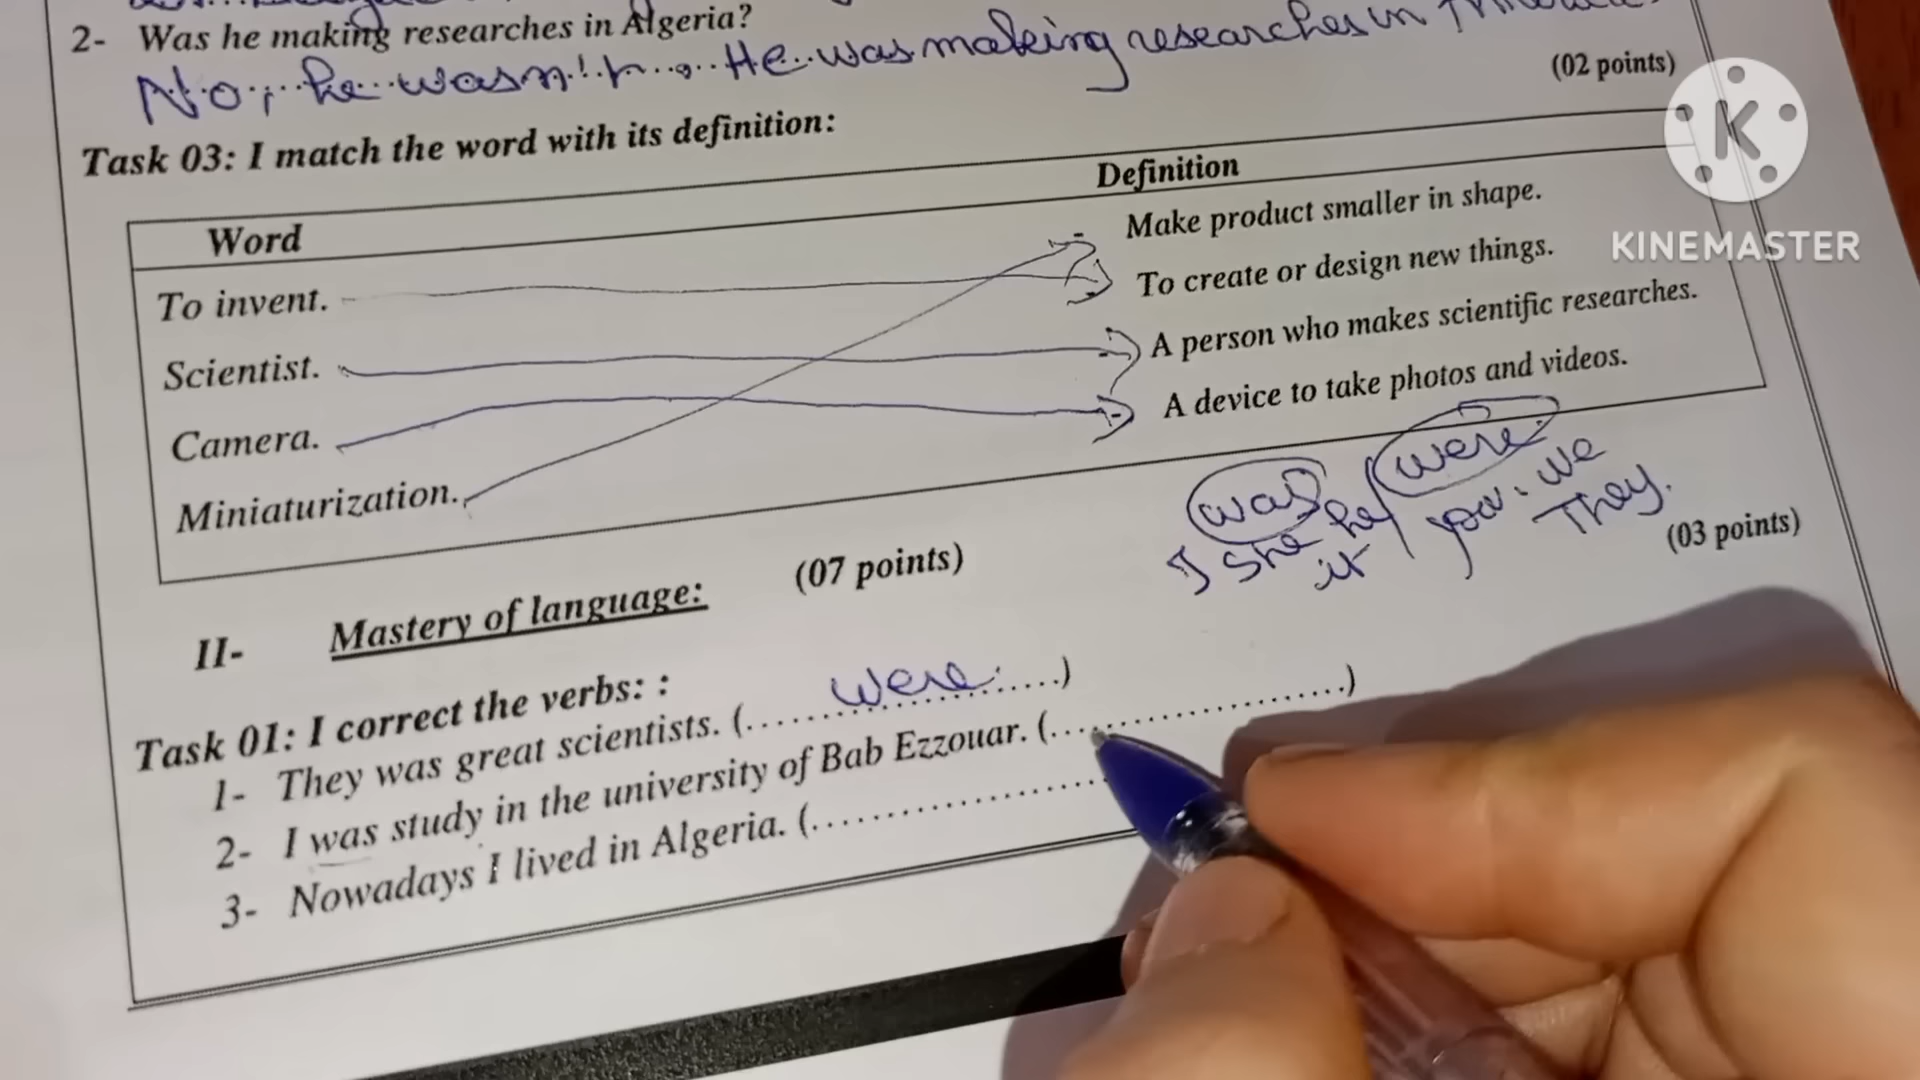 2- Was he making researches in Algeria?
No, he wasn't. He was making researches in
(02 points)
Task 03: I match the word with its definition:
Word Definition
To invent. - Make product smaller in shape.
Scientist. - To create or design new things.
Camera. - A person who makes scientific researches.
Miniaturization. - A device to take photos and videos.
was were
I she he you. we
it They.
II- Mastery of language: (07 points)
(03 points)
Task 01: I correct the verbs: :
1- They was great scientists. (.....were.....)
2- I was study in the university of Bab Ezzouar. (..........)
3- Nowadays I lived in Algeria. (..........
K
KINEMASTER